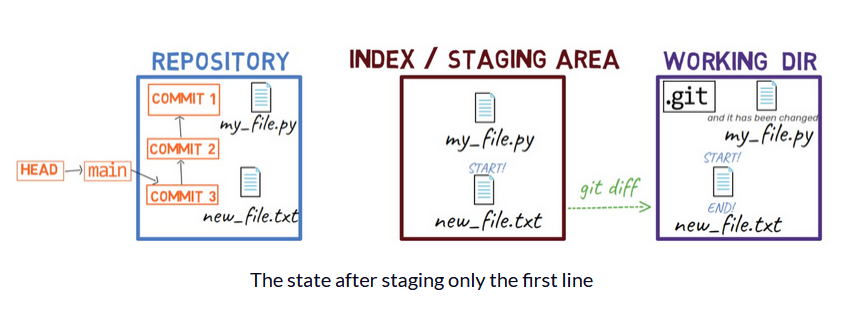 REPOSITORY
COMMIT 1
my_file.py
COMMIT 2
HEAD
main
COMMIT 3
new_file.txt
INDEX / STAGING AREA
my_file.py
START!
new_file.txt
git diff
WORKING DIR
.git
and it has been changed
my_file.py
START!
END!
new_file.txt
The state after staging only the first line